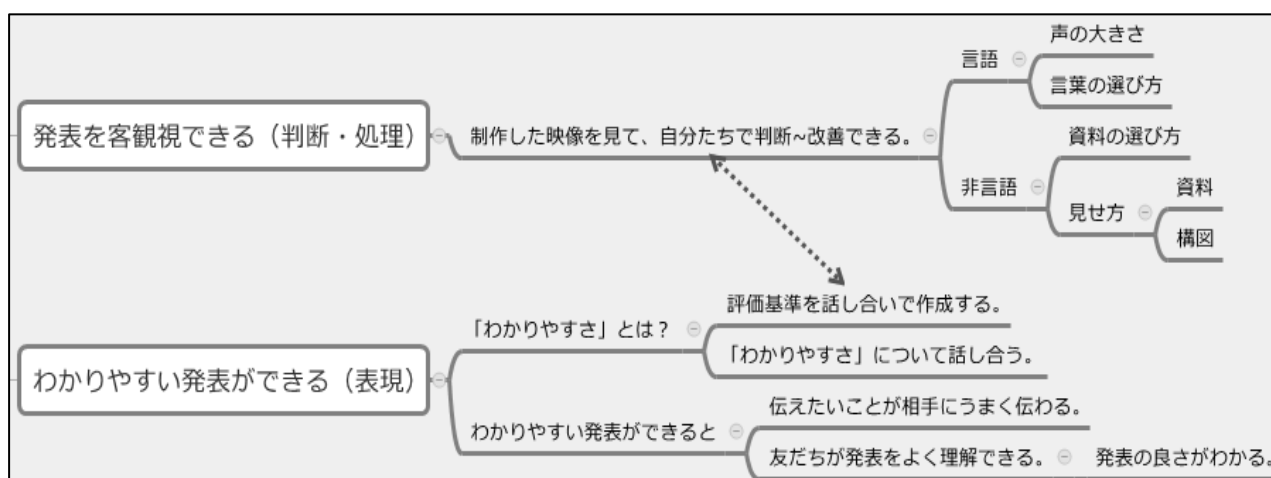 発表を客観視できる（判断・処理）
制作した映像を見て、自分たちで判断~改善できる。
言語
声の大きさ
言葉の選び方
非言語
資料の選び方
見せ方
資料
構図
わかりやすい発表ができる（表現）
「わかりやすさ」とは？
評価基準を話し合いで作成する。
「わかりやすさ」について話し合う。
わかりやすい発表ができると
伝えたいことが相手にうまく伝わる。
友だちが発表をよく理解できる。
発表の良さがわかる。